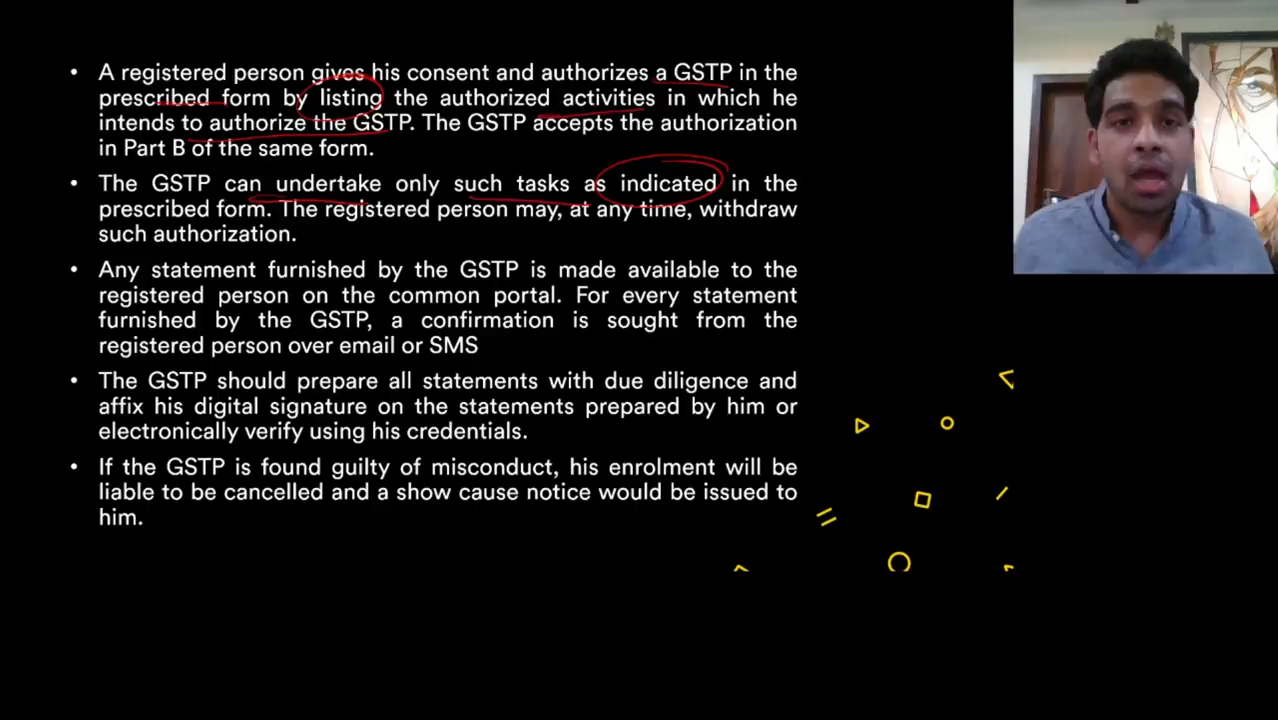 • A registered person gives his consent and authorizes a GSTP in the
prescribed form by listing the authorized activities in which he
intends to authorize the GSTP. The GSTP accepts the authorization
in Part B of the same form.
• The GSTP can undertake only such tasks as indicated in the
prescribed form. The registered person may, at any time, withdraw
such authorization.
• Any statement furnished by the GSTP is made available to the
registered person on the common portal. For every statement
furnished by the GSTP, a confirmation is sought from the
registered person over email or SMS
• The GSTP should prepare all statements with due diligence and
affix his digital signature on the statements prepared by him or
electronically verify using his credentials.
• If the GSTP is found guilty of misconduct, his enrolment will be
liable to be cancelled and a show cause notice would be issued to
him.